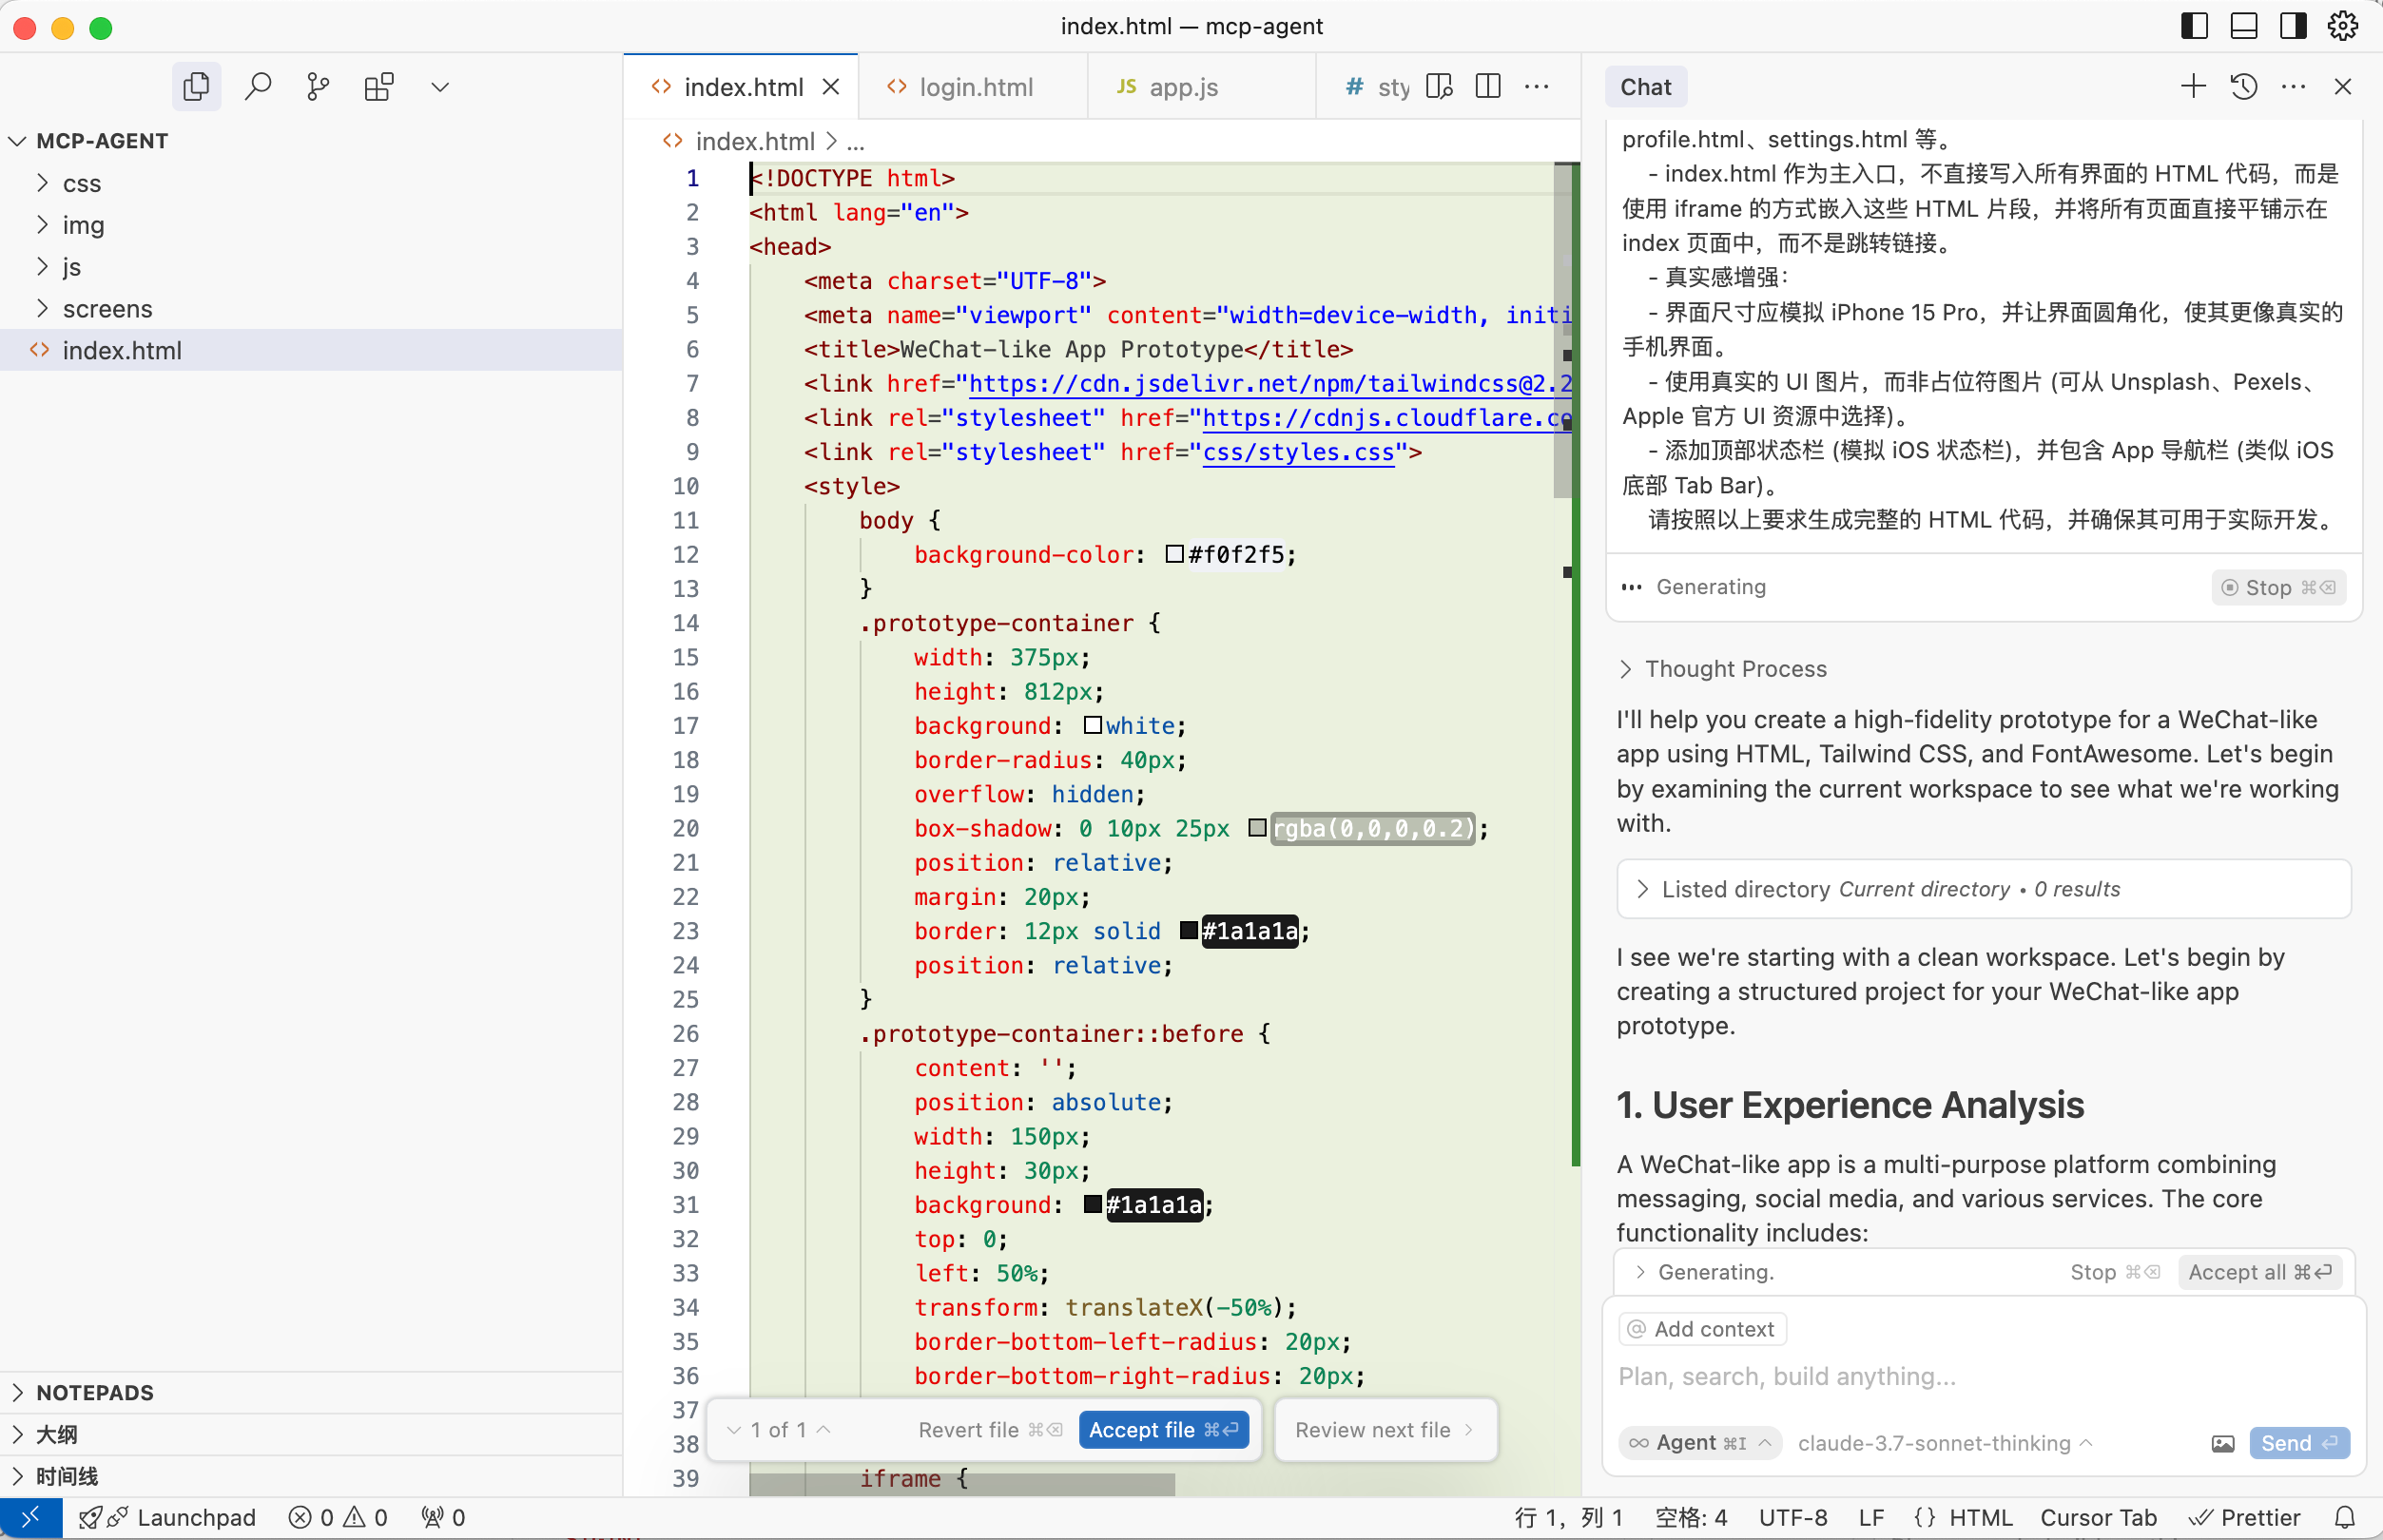 index.html — mcp-agent
MCP-AGENT
css
img
js
screens
index.html
NOTEPADS
大纲
时间线
index.html
login.html
JS app.js
# sty
index.html > ...
1 <!DOCTYPE html>
2 <html lang="en">
3 <head>
4 <meta charset="UTF-8">
5 <meta name="viewport" content="width=device-width, initi
6 <title>WeChat-like App Prototype</title>
7 <link href="https://cdn.jsdelivr.net/npm/tailwindcss@2.2
8 <link rel="stylesheet" href="https://cdnjs.cloudflare.co
9 <link rel="stylesheet" href="css/styles.css">
10 <style>
11 body {
12 background-color: #f0f2f5;
13 }
14 .prototype-container {
15 width: 375px;
16 height: 812px;
17 background: white;
18 border-radius: 40px;
19 overflow: hidden;
20 box-shadow: 0 10px 25px rgba(0,0,0,0.2);
21 position: relative;
22 margin: 20px;
23 border: 12px solid #1a1a1a;
24 position: relative;
25 }
26 .prototype-container::before {
27 content: '';
28 position: absolute;
29 width: 150px;
30 height: 30px;
31 background: #1a1a1a;
32 top: 0;
33 left: 50%;
34 transform: translateX(-50%);
35 border-bottom-left-radius: 20px;
36 border-bottom-right-radius: 20px;
37
38
39 iframe {
1 of 1 Revert file ⌘⌫ Accept file ⌘⏎ Review next file
Chat
profile.html、settings.html 等。
- index.html 作为主入口，不直接写入所有界面的 HTML 代码，而是
使用 iframe 的方式嵌入这些 HTML 片段，并将所有页面直接平铺示在
index 页面中，而不是跳转链接。
- 真实感增强：
- 界面尺寸应模拟 iPhone 15 Pro，并让界面圆角化，使其更像真实的
手机界面。
- 使用真实的 UI 图片，而非占位符图片 (可从 Unsplash、Pexels、
Apple 官方 UI 资源中选择)。
- 添加顶部状态栏 (模拟 iOS 状态栏)，并包含 App 导航栏 (类似 iOS
底部 Tab Bar)。
请按照以上要求生成完整的 HTML 代码，并确保其可用于实际开发。
Generating
Stop ⌘⌫
Thought Process
I'll help you create a high-fidelity prototype for a WeChat-like
app using HTML, Tailwind CSS, and FontAwesome. Let's begin
by examining the current workspace to see what we're working
with.
Listed directory Current directory • 0 results
I see we're starting with a clean workspace. Let's begin by
creating a structured project for your WeChat-like app
prototype.
1. User Experience Analysis
A WeChat-like app is a multi-purpose platform combining
messaging, social media, and various services. The core
functionality includes:
Generating. Stop ⌘⌫ Accept all ⌘⏎
@ Add context
Plan, search, build anything...
∞ Agent ⌘I claude-3.7-sonnet-thinking Send ⏎
Launchpad 0 0 0 行 1，列 1 空格: 4 UTF-8 LF {} HTML Cursor Tab Prettier